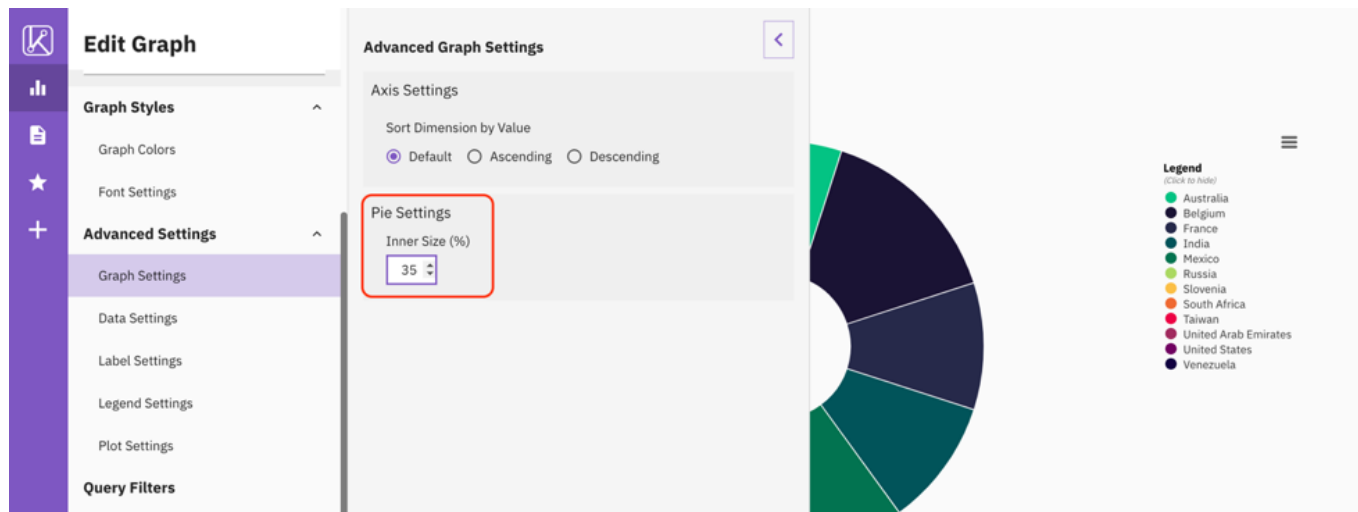 Edit Graph
Graph Styles
Graph Colors
Font Settings
Advanced Settings
Graph Settings
Data Settings
Label Settings
Legend Settings
Plot Settings
Query Filters
Advanced Graph Settings
Axis Settings
Sort Dimension by Value
Default Ascending Descending
Pie Settings
Inner Size (%)
35
Legend
(Click to hide)
Australia
Belgium
France
India
Mexico
Russia
Slovenia
South Africa
Taiwan
United Arab Emirates
United States
Venezuela